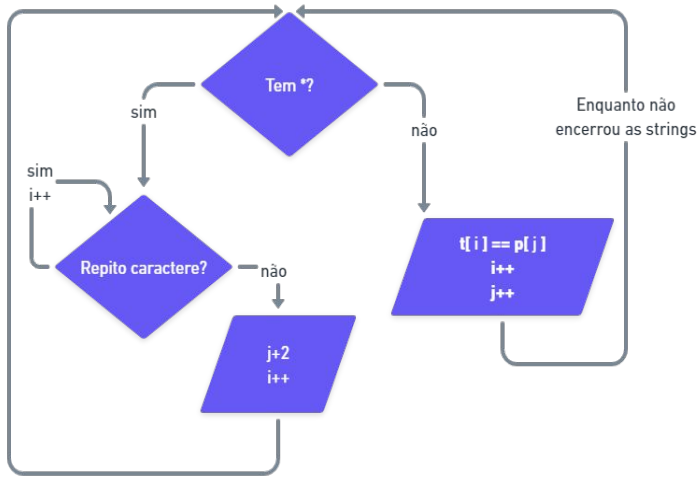 Tem *?
sim
não
Enquanto não
encerrou as strings
sim
i++
Repito caractere?
não
t[ i ] == p[ j ]
i++
j++
j+2
i++